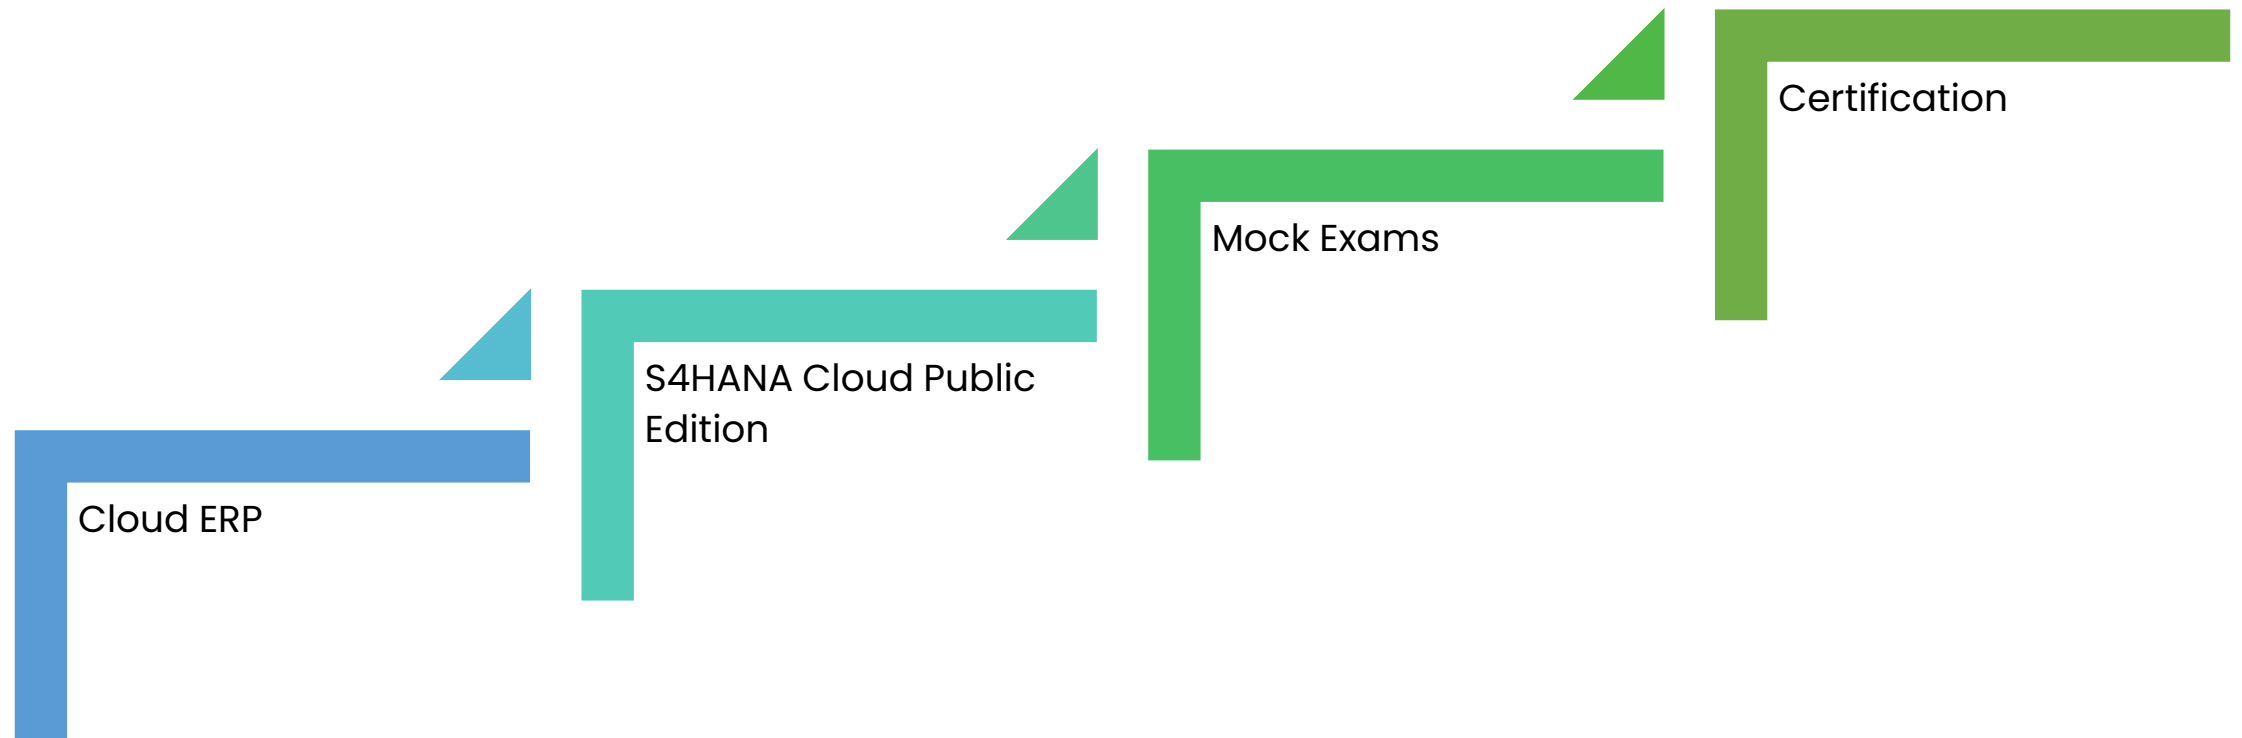 Cloud ERP
S4HANA Cloud Public
Edition
Mock Exams
Certification